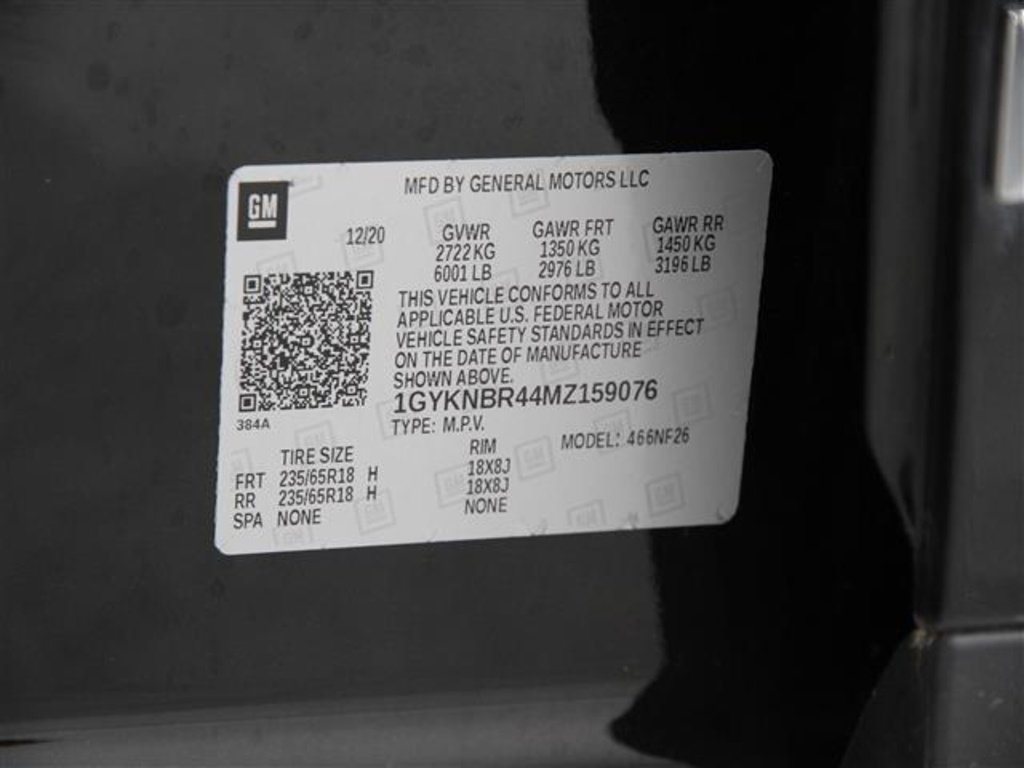 GM
MFD BY GENERAL MOTORS LLC
12/20
GVWR GAWR FRT GAWR RR
2722 KG 1350 KG 1450 KG
6001 LB 2976 LB 3196 LB
THIS VEHICLE CONFORMS TO ALL
APPLICABLE U.S. FEDERAL MOTOR
VEHICLE SAFETY STANDARDS IN EFFECT
ON THE DATE OF MANUFACTURE
SHOWN ABOVE.
384A
1GYKNBR44MZ159076
TYPE: M.P.V.
MODEL: 466NF26
TIRE SIZE RIM
FRT 235/65R18 H 18X8J
RR 235/65R18 H 18X8J
SPA NONE NONE